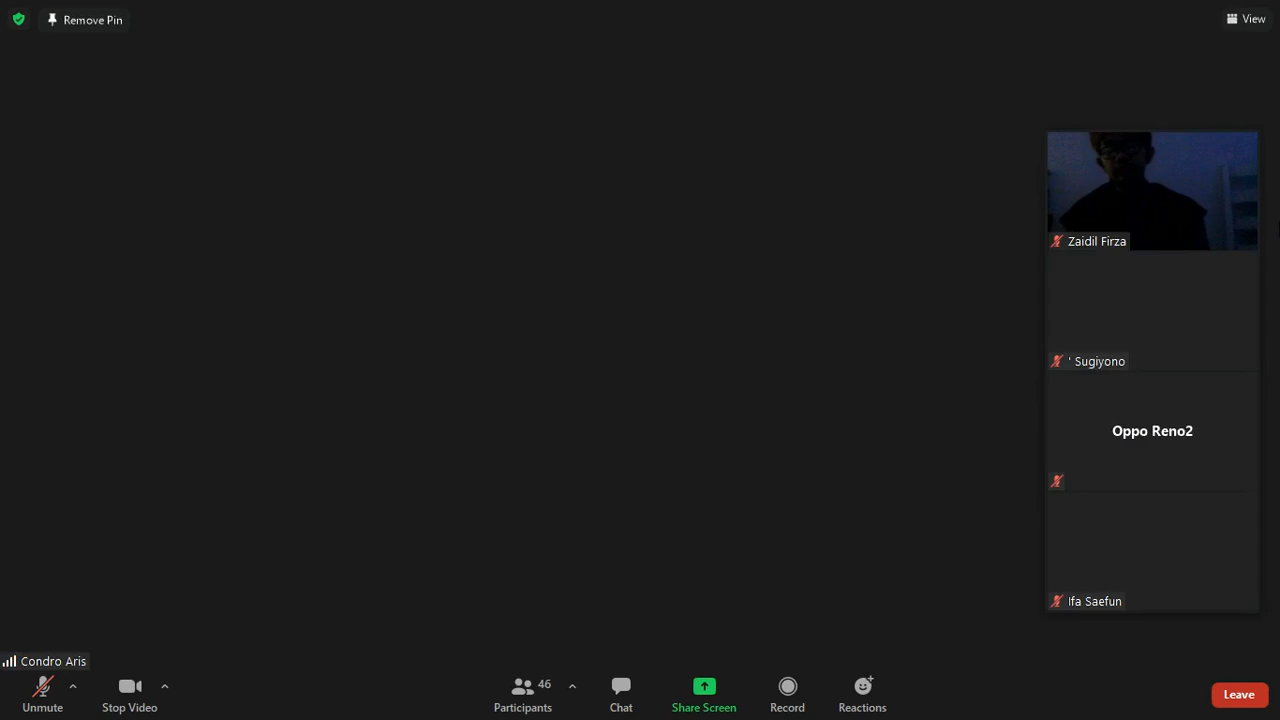 Remove Pin
View
Zaidil Firza
' Sugiyono
Oppo Reno2
Ifa Saefun
Condro Aris
Unmute
Stop Video
46
Participants
Chat
Share Screen
Record
Reactions
Leave